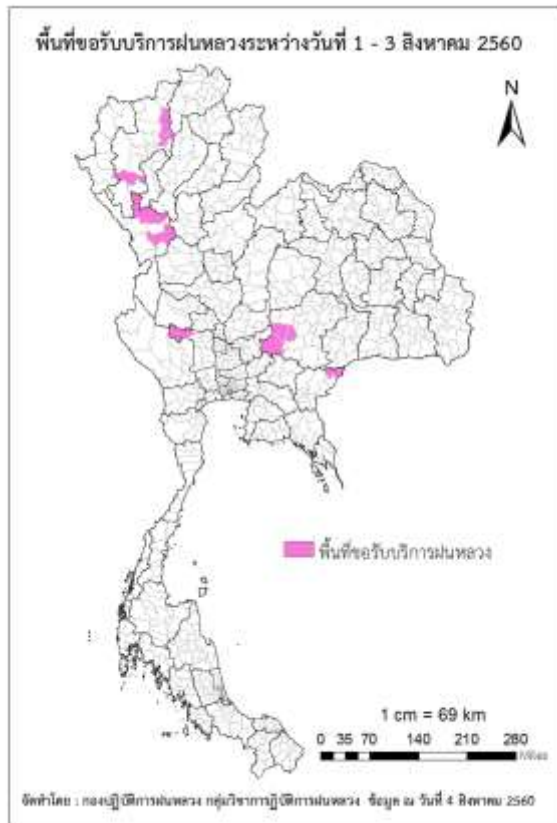 พื้นที่ขอรับบริการฝนหลวงระหว่างวันที่ 1 - 3 สิงหาคม 2560
N
พื้นที่ขอรับบริการฝนหลวง
1 cm = 69 km
0 35 70 140 210 280
Miles
จัดทำโดย : กองปฏิบัติการฝนหลวง กลุ่มวิชาการปฏิบัติการฝนหลวง ข้อมูล ณ วันที่ 4 สิงหาคม 2560